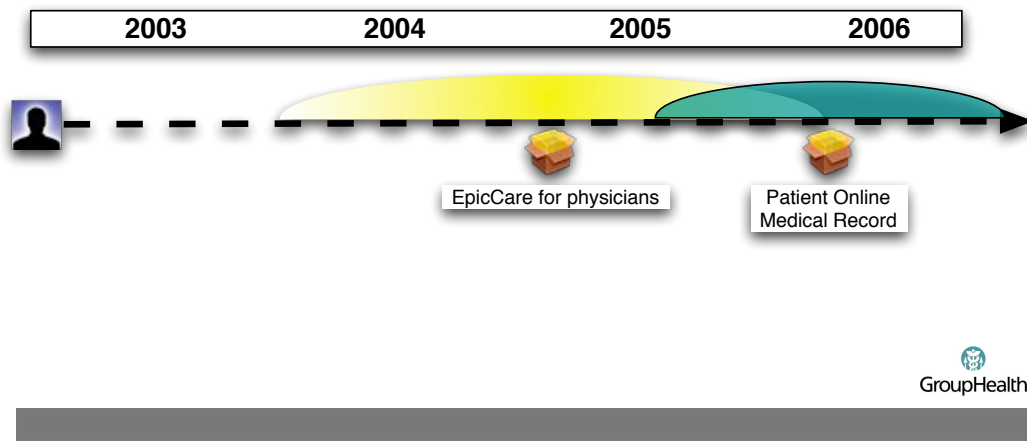 2003 2004 2005 2006
EpicCare for physicians
Patient Online
Medical Record
GroupHealth